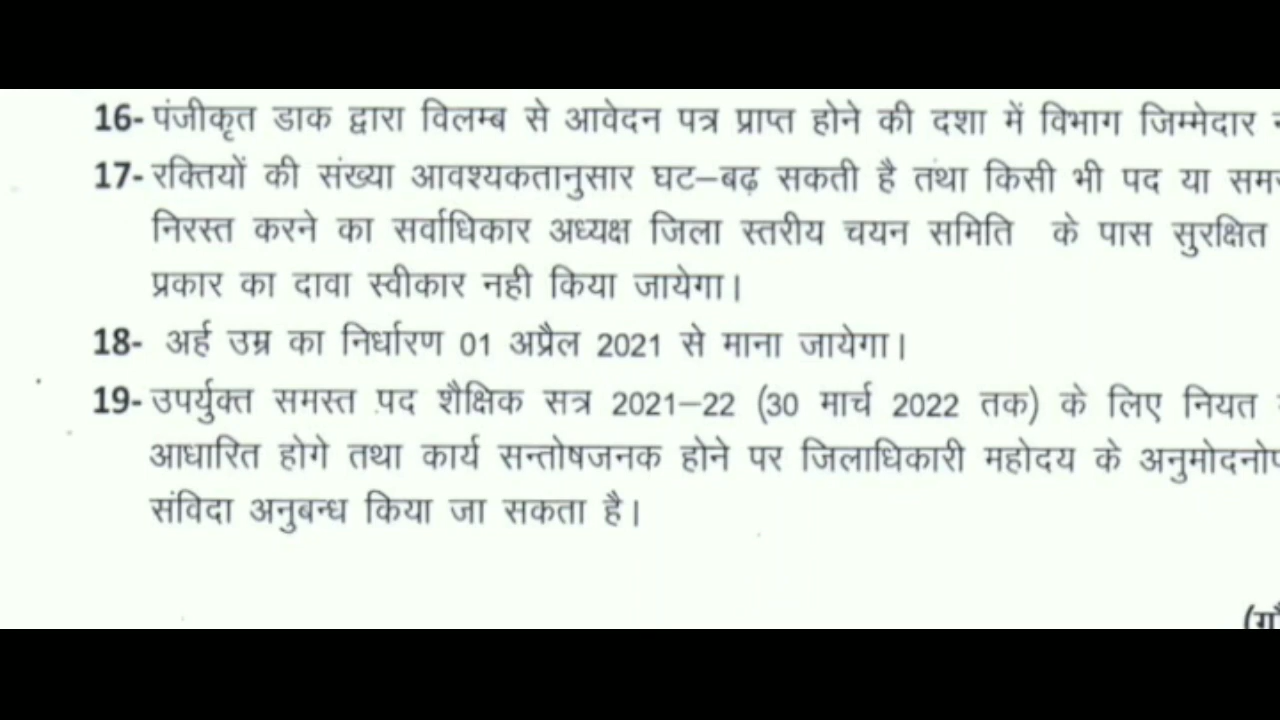 16- पंजीकृत डाक द्वारा विलम्ब से आवेदन पत्र प्राप्त होने की दशा में विभाग जिम्मेदार
17- रक्तियों की संख्या आवश्यकतानुसार घट–बढ़ सकती है तथा किसी भी पद या
निरस्त करने का सर्वाधिकार अध्यक्ष जिला स्तरीय चयन समिति के पास सुरक्षित
प्रकार का दावा स्वीकार नही किया जायेगा।
18- अर्ह उम्र का निर्धारण 01 अप्रैल 2021 से माना जायेगा।
19- उपर्युक्त समस्त पद शैक्षिक सत्र 2021–22 (30 मार्च 2022 तक) के लिए नियत
आधारित होगे तथा कार्य सन्तोषजनक होने पर जिलाधिकारी महोदय के
संविदा अनुबन्ध किया जा सकता है।